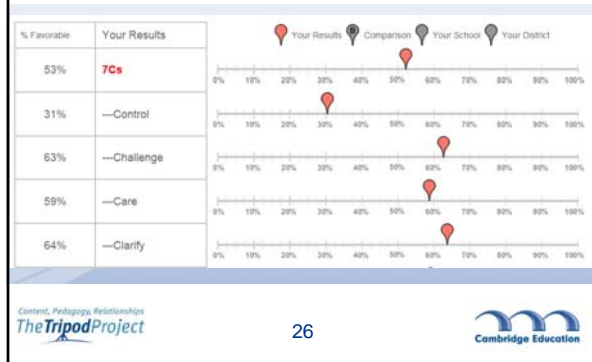 % Favorable Your Results Your Results Comparison Your School Your District
53% 7Cs
0% 10% 20% 30% 40% 50% 60% 70% 80% 90% 100%
31% ---Control
0% 10% 20% 30% 40% 50% 60% 70% 80% 90% 100%
63% ---Challenge
0% 10% 20% 30% 40% 50% 60% 70% 80% 90% 100%
59% ---Care
0% 10% 20% 30% 40% 50% 60% 70% 80% 90% 100%
64% ---Clarify
0% 10% 20% 30% 40% 50% 60% 70% 80% 90% 100%
Content, Pedagogy, Relationships
The Tripod Project
26
Cambridge Education